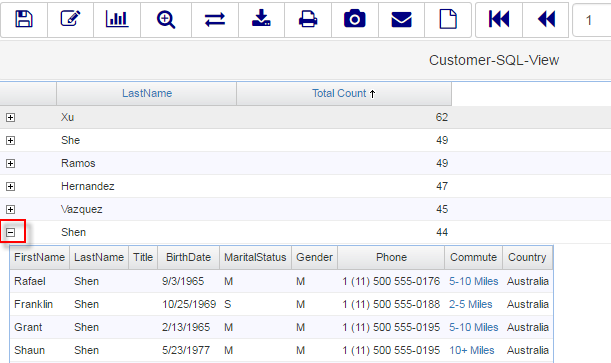 1
Customer-SQL-View
LastName Total Count
Xu 62
She 49
Ramos 49
Hernandez 47
Vazquez 45
Shen 44
FirstName LastName Title BirthDate MaritalStatus Gender Phone Commute Country
Rafael Shen 9/3/1965 M M 1 (11) 500 555-0176 5-10 Miles Australia
Franklin Shen 10/25/1969 S M 1 (11) 500 555-0188 2-5 Miles Australia
Grant Shen 2/13/1965 M M 1 (11) 500 555-0195 5-10 Miles Australia
Shaun Shen 5/23/1977 M M 1 (11) 500 555-0195 10+ Miles Australia